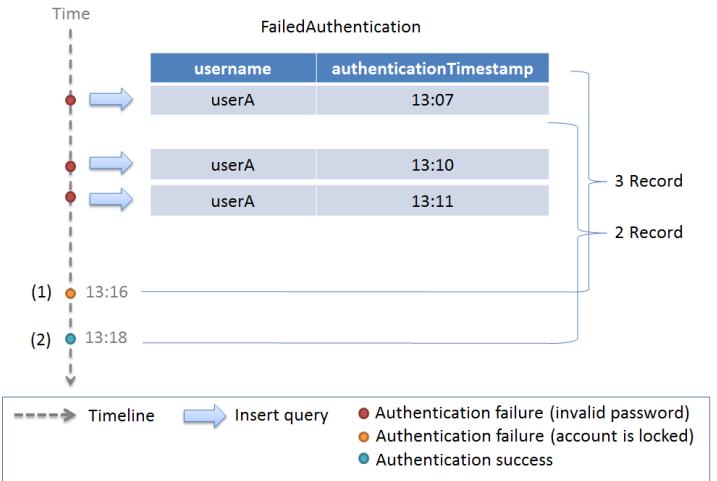 Time
FailedAuthentication
username authenticationTimestamp
userA 13:07
userA 13:10
userA 13:11
3 Record
2 Record
(1) 13:16
(2) 13:18
Timeline
Insert query
Authentication failure (invalid password)
Authentication failure (account is locked)
Authentication success